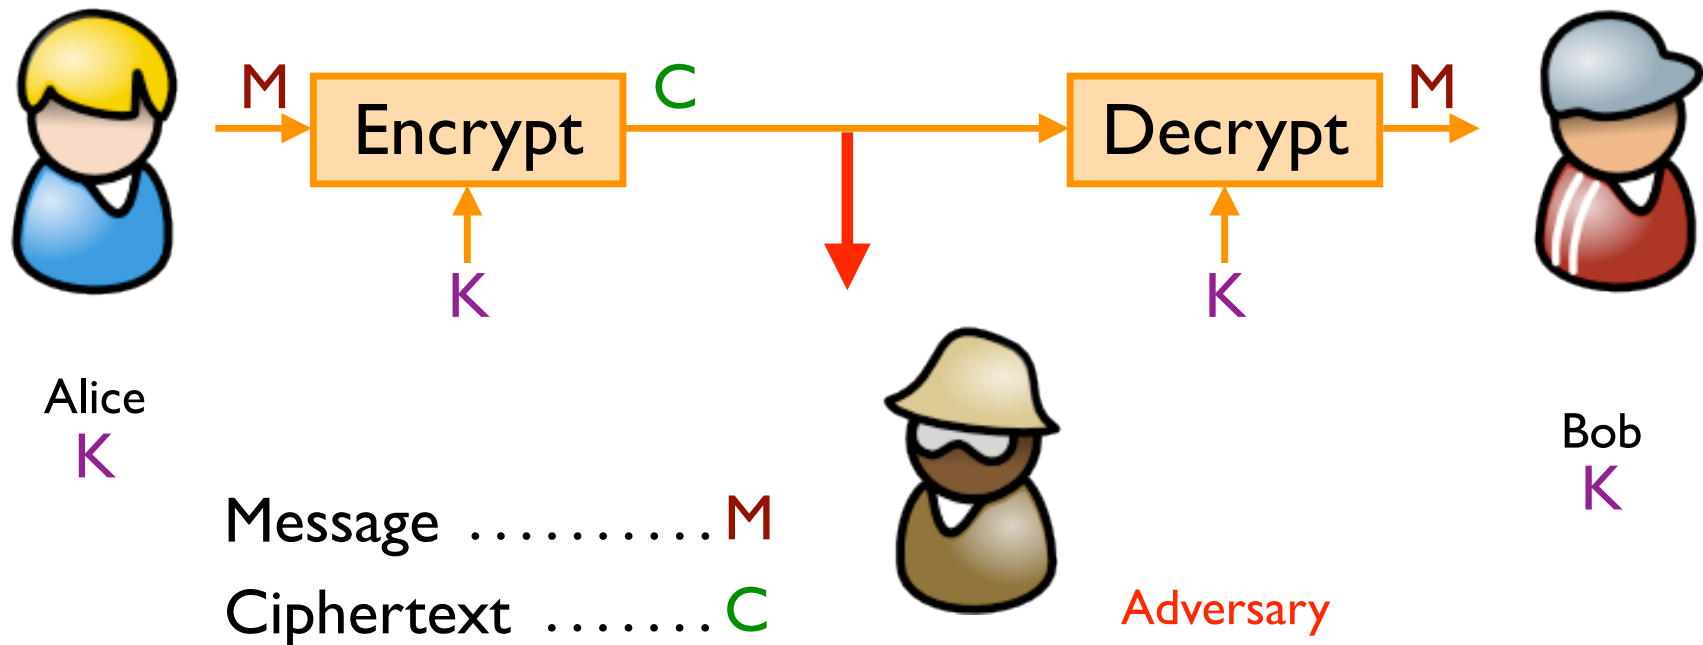 M
Encrypt
C
Decrypt
M
K
K
Alice
K
Bob
K
Message .......... M
Ciphertext ....... C
Adversary